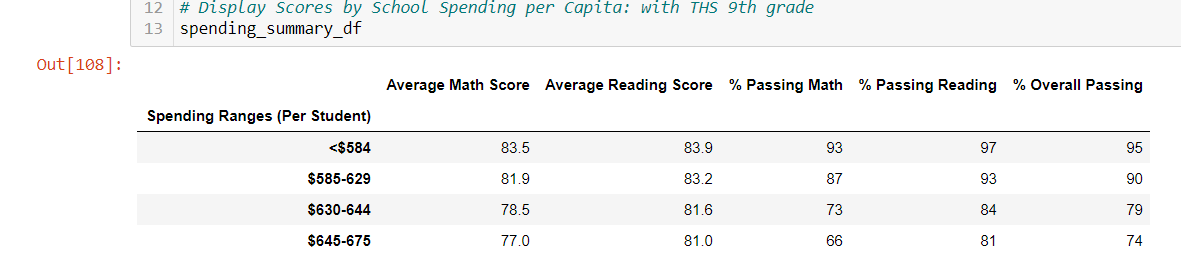 12 # Display Scores by School Spending per Capita: with THS 9th grade
13 spending_summary_df
Out[108]:
Average Math Score Average Reading Score % Passing Math % Passing Reading % Overall Passing
Spending Ranges (Per Student)
<$584 83.5 83.9 93 97 95
$585-629 81.9 83.2 87 93 90
$630-644 78.5 81.6 73 84 79
$645-675 77.0 81.0 66 81 74